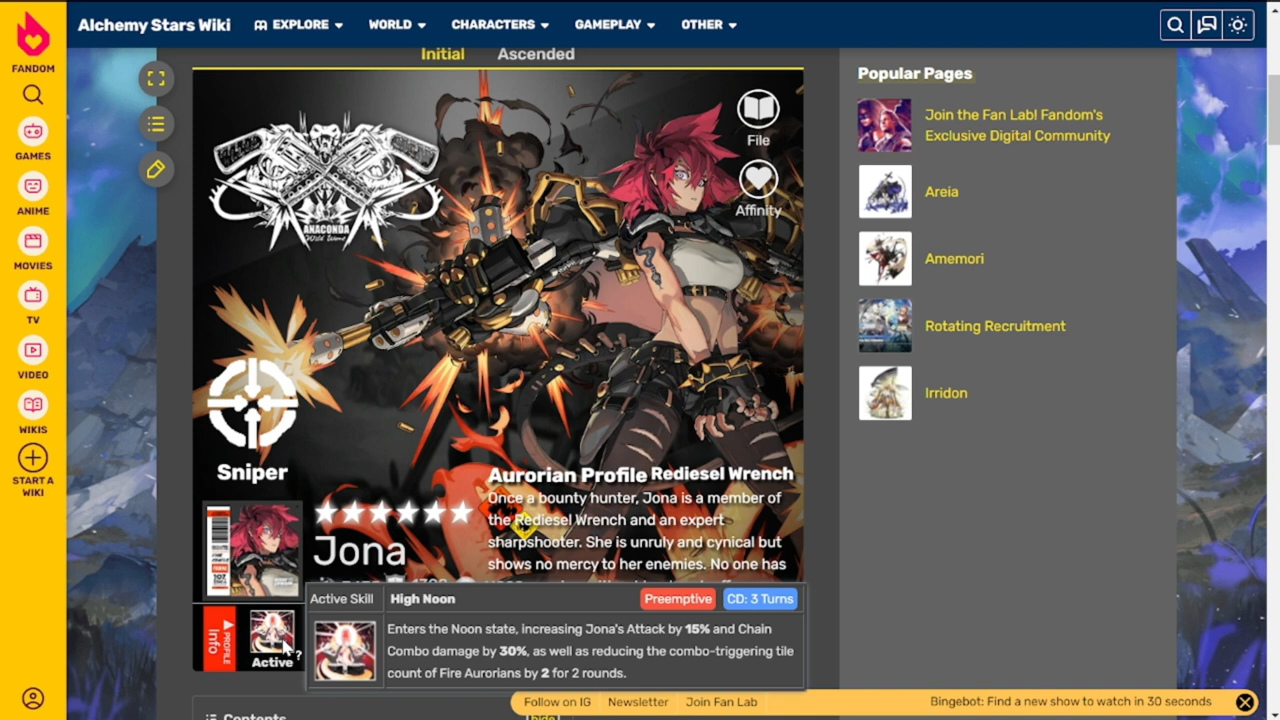 Alchemy Stars Wiki
EXPLORE
WORLD
CHARACTERS
GAMEPLAY
OTHER
FANDOM
GAMES
ANIME
MOVIES
TV
VIDEO
WIKIS
START A
WIKI
Initial
Ascended
File
Affinity
ANACONDA
Sniper
Aurorian Profile
Rediesel Wrench
Once a bounty hunter, Jona is a member of
the Rediesel Wrench and an expert
sharpshooter. She is unruly and cynical but
shows no mercy to her enemies. No one has
Jona
PROFILE
Info
Active
?
Active Skill
High Noon
Preemptive
CD: 3 Turns
Enters the Noon state, increasing Jona's Attack by 15% and Chain
Combo damage by 30%, as well as reducing the combo-triggering tile
count of Fire Aurorians by 2 for 2 rounds.
Contents
[hide]
Popular Pages
Join the Fan Lab! Fandom's
Exclusive Digital Community
Areia
Amemori
Rotating Recruitment
Irridon
Follow on IG
Newsletter
Join Fan Lab
Bingebot: Find a new show to watch in 30 seconds